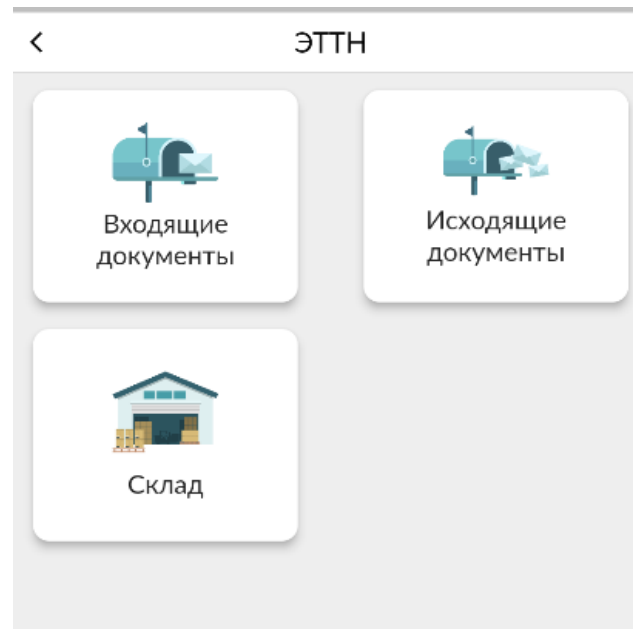 ЭТТН
Входящие
документы
Исходящие
документы
Склад